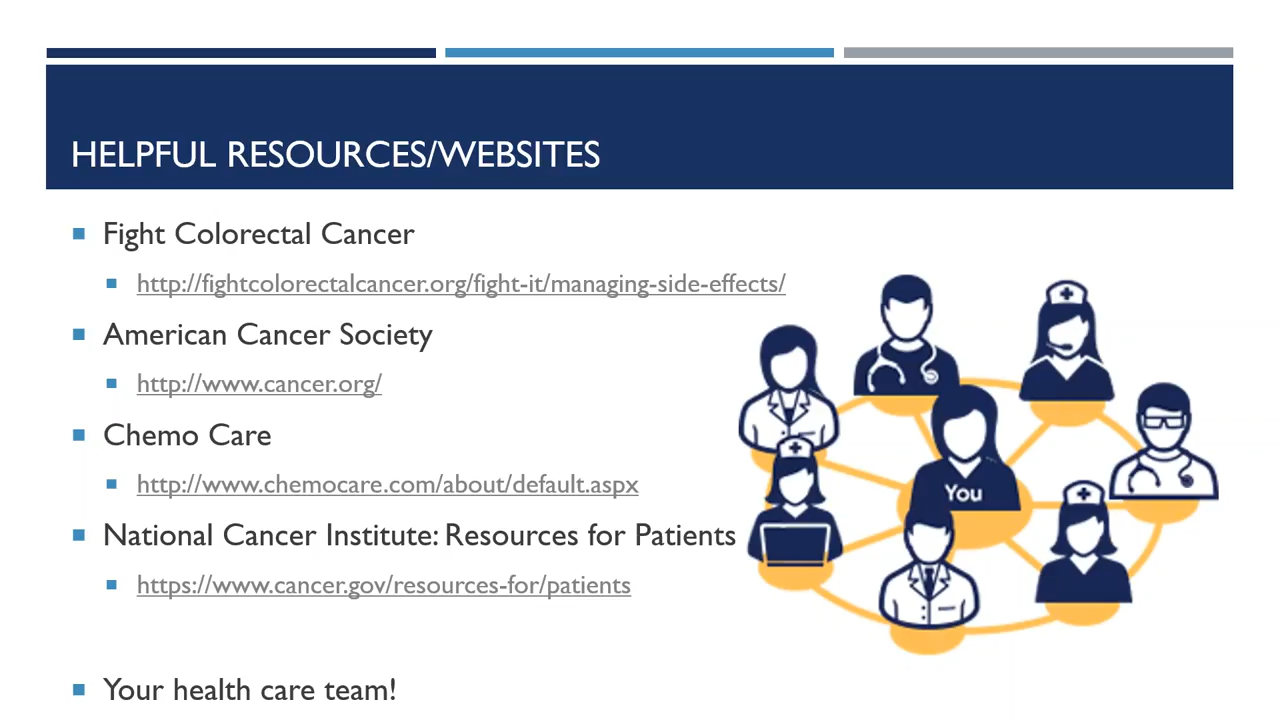 HELPFUL RESOURCES/WEBSITES
Fight Colorectal Cancer
http://fightcolorectalcancer.org/fight-it/managing-side-effects/
American Cancer Society
http://www.cancer.org/
Chemo Care
http://www.chemocare.com/about/default.aspx
National Cancer Institute: Resources for Patients
https://www.cancer.gov/resources-for/patients
Your health care team!
You